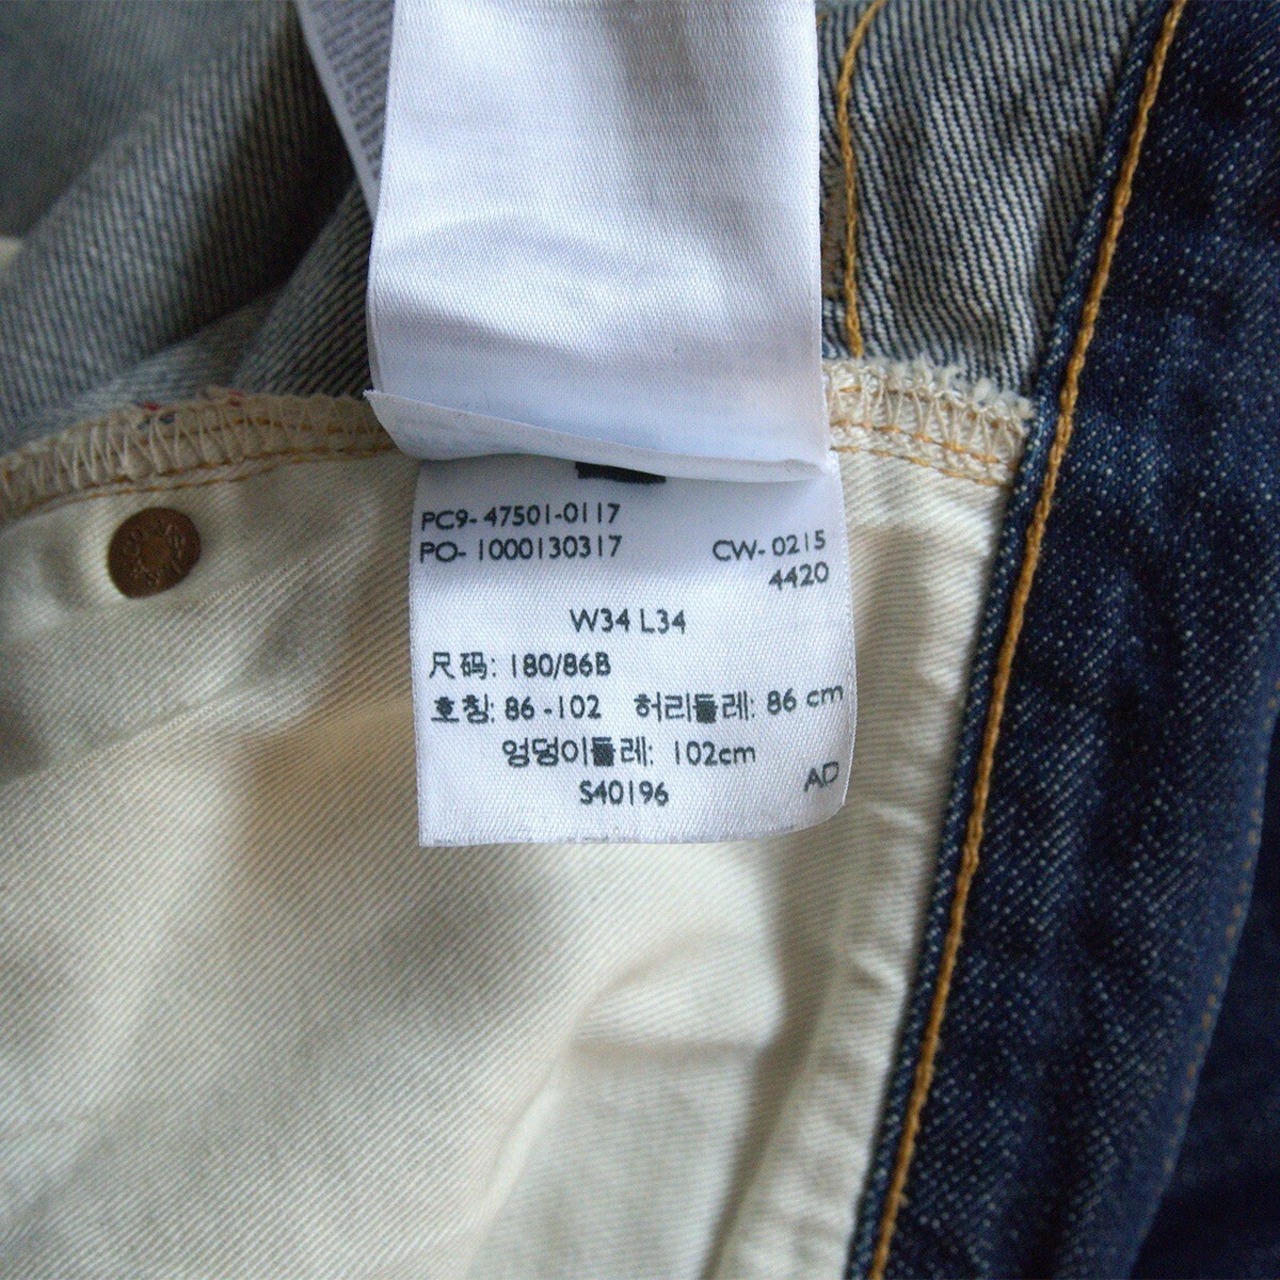 PC9-47501-0117
PO-1000130317 CW-0215
4420
W34 L34
尺码: 180/86B
호칭: 86-102 허리둘레: 86 cm
엉덩이둘레: 102cm
S40196 AD